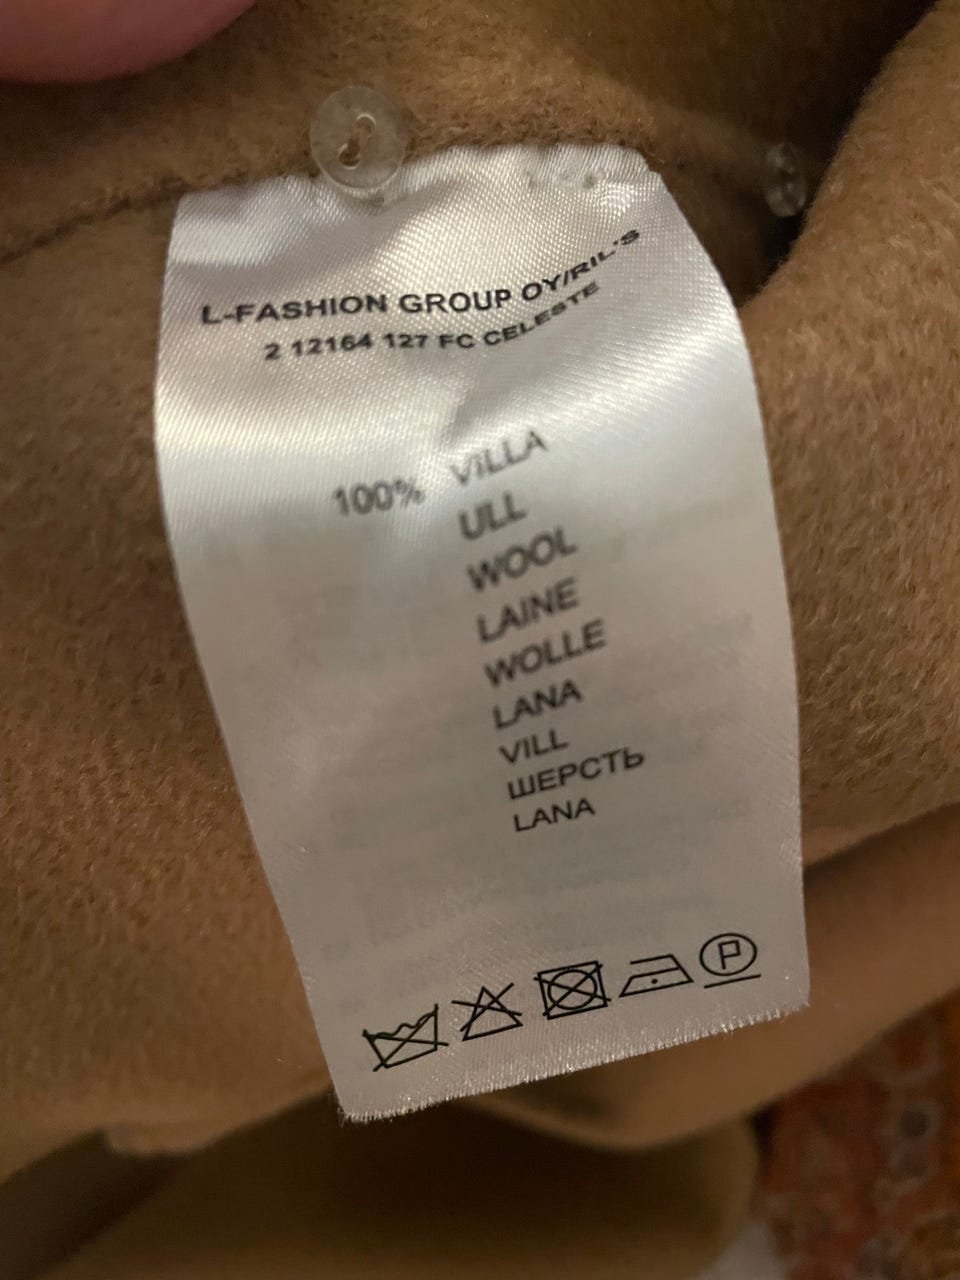 L-FASHION GROUP OY/RIL'S
2 12164 127 FC CELESTE
100% VILLA
ULL
WOOL
LAINE
WOLLE
LANA
VILL
ШЕРСТЬ
LANA
P